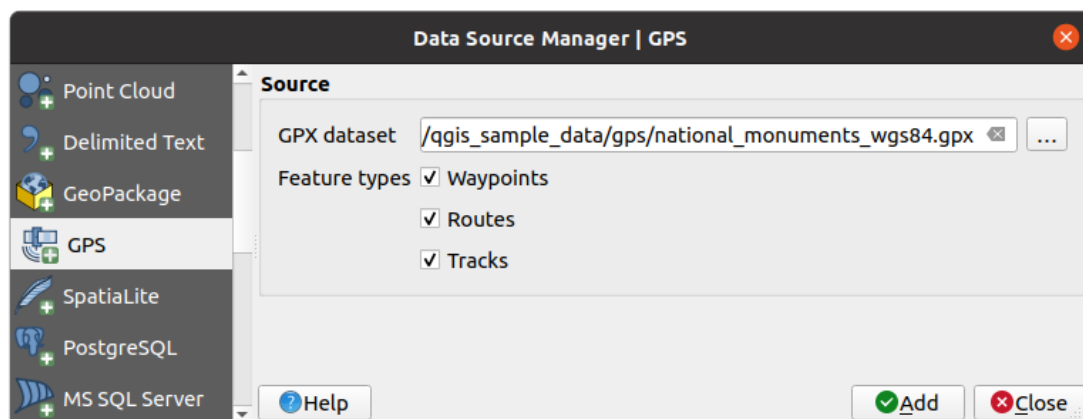 Data Source Manager | GPS
Point Cloud
Delimited Text
GeoPackage
GPS
SpatiaLite
PostgreSQL
MS SQL Server
Source
GPX dataset /qgis_sample_data/gps/national_monuments_wgs84.gpx ...
Feature types Waypoints
Routes
Tracks
Help Add Close